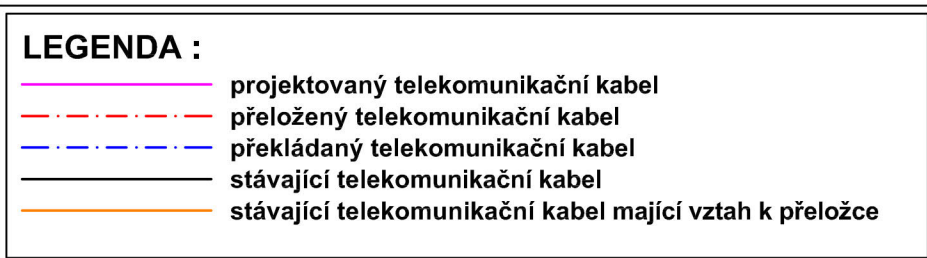 LEGENDA :
projektovaný telekomunikační kabel
přeložený telekomunikační kabel
překládaný telekomunikační kabel
stávající telekomunikační kabel
stávající telekomunikační kabel mající vztah k přeložce